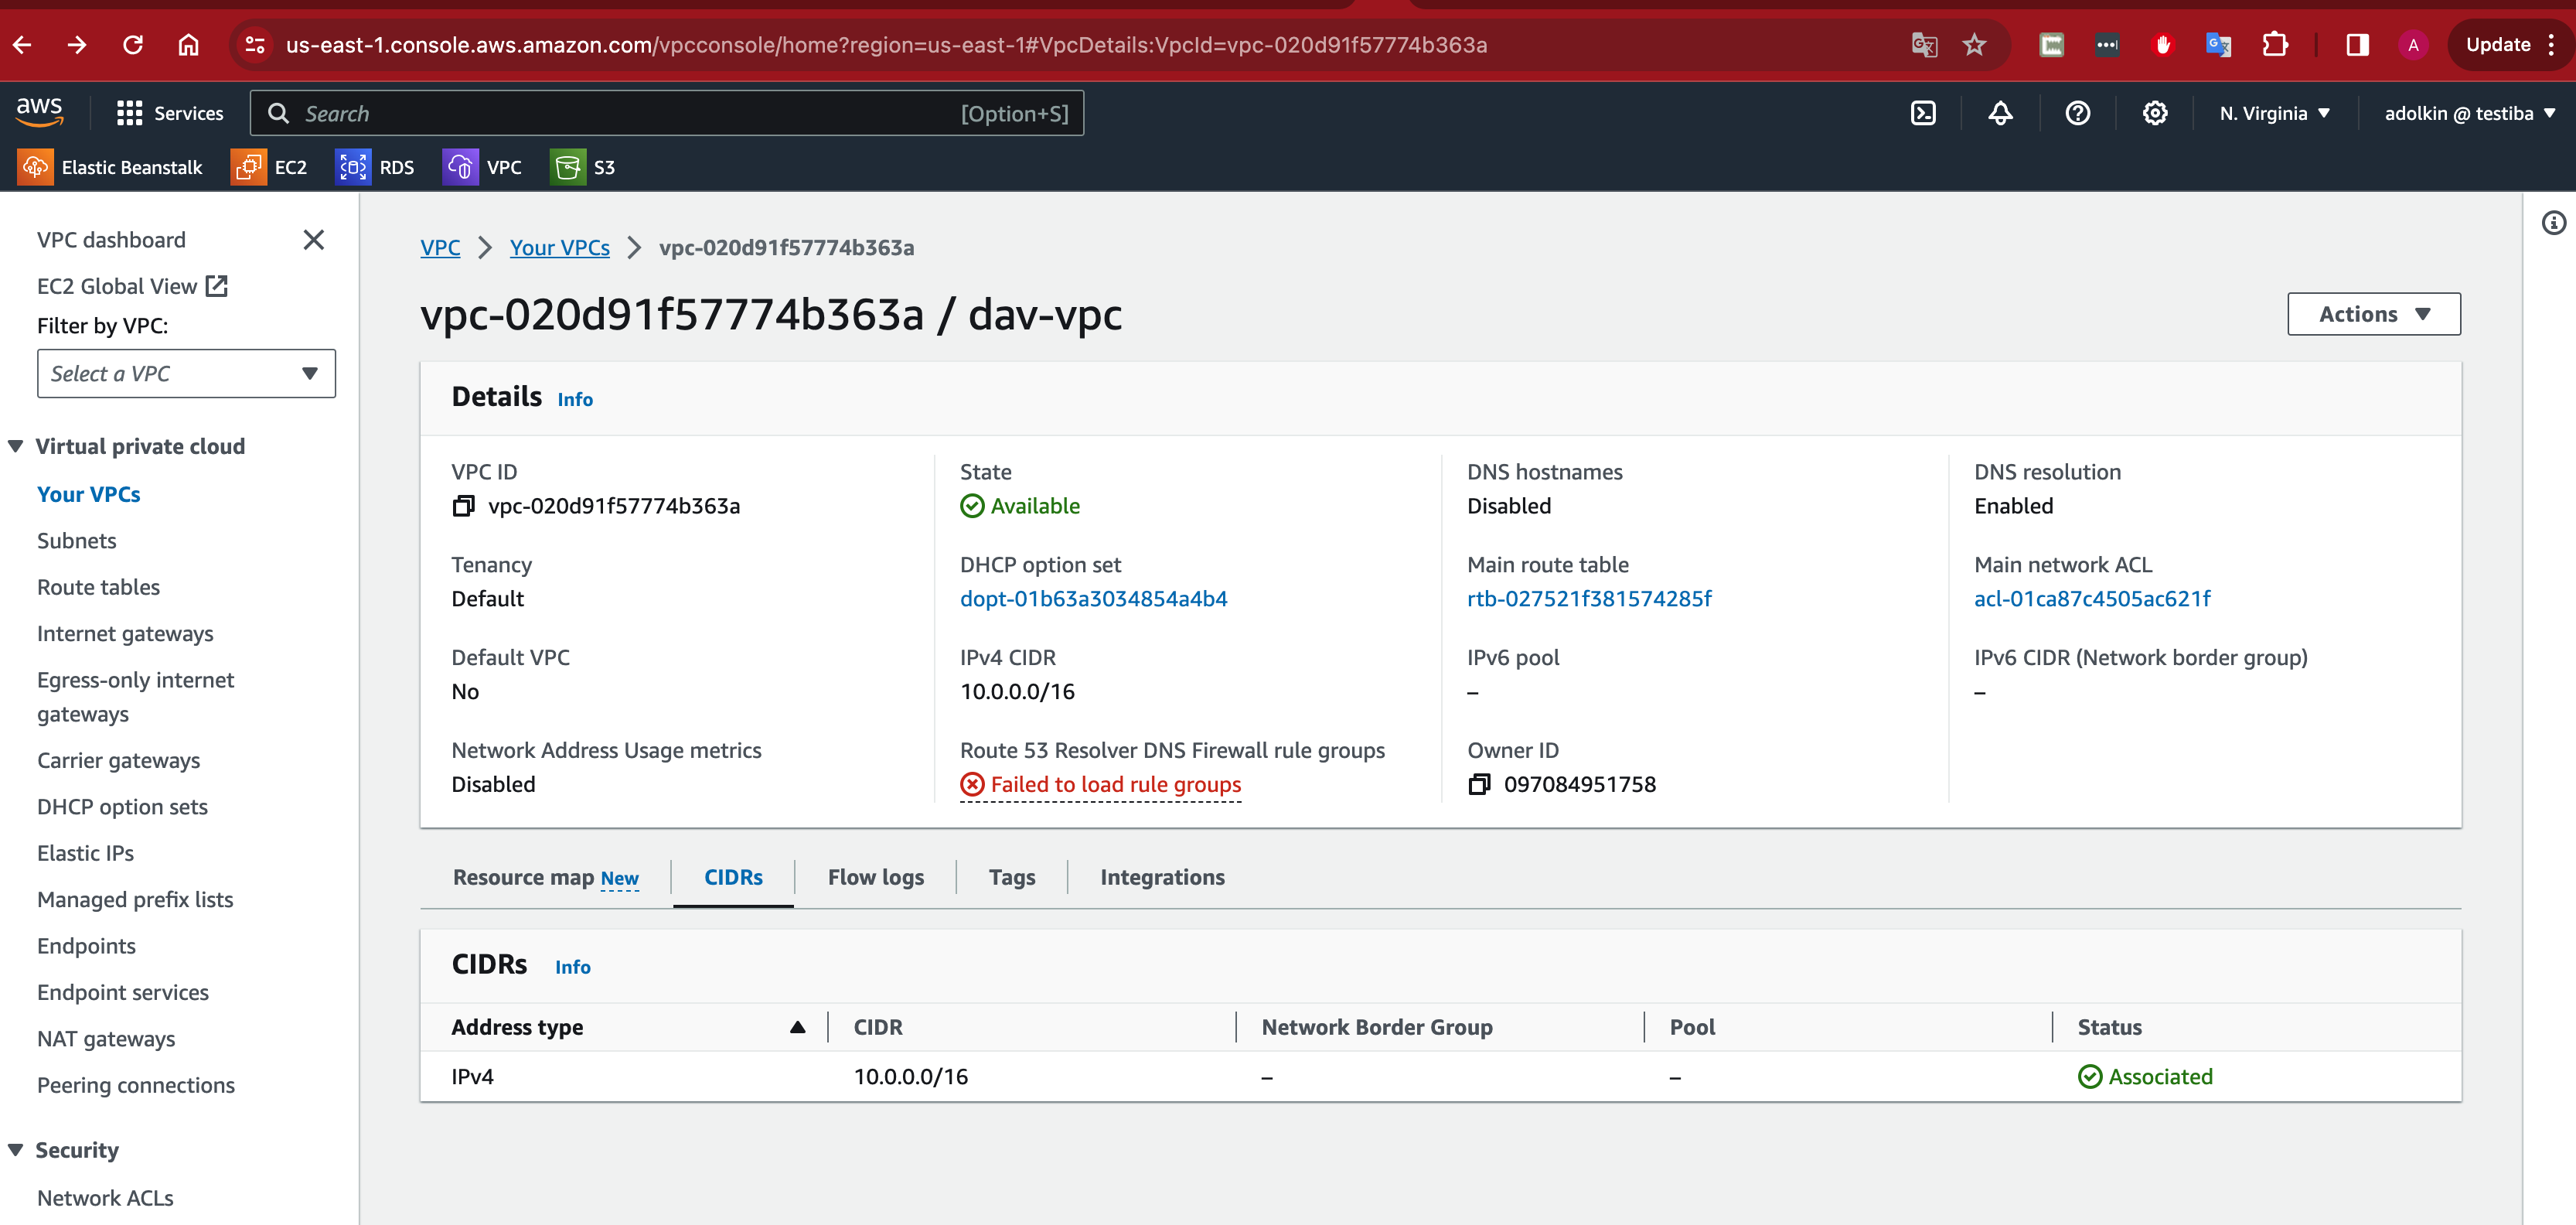 us-east-1.console.aws.amazon.com/vpcconsole/home?region=us-east-1#VpcDetails:VpcId=vpc-020d91f57774b363a
A
Update
aws
Services
Search
[Option+S]
N. Virginia
adolkin @ testiba
Elastic Beanstalk
EC2
RDS
VPC
S3
VPC dashboard
EC2 Global View
Filter by VPC:
Select a VPC
Virtual private cloud
Your VPCs
Subnets
Route tables
Internet gateways
Egress-only internet
gateways
Carrier gateways
DHCP option sets
Elastic IPs
Managed prefix lists
Endpoints
Endpoint services
NAT gateways
Peering connections
Security
Network ACLs
VPC > Your VPCs > vpc-020d91f57774b363a
vpc-020d91f57774b363a / dav-vpc
Actions
Details Info
VPC ID
vpc-020d91f57774b363a
State
Available
DNS hostnames
Disabled
DNS resolution
Enabled
Tenancy
Default
DHCP option set
dopt-01b63a3034854a4b4
Main route table
rtb-027521f381574285f
Main network ACL
acl-01ca87c4505ac621f
Default VPC
No
IPv4 CIDR
10.0.0.0/16
IPv6 pool
–
IPv6 CIDR (Network border group)
–
Network Address Usage metrics
Disabled
Route 53 Resolver DNS Firewall rule groups
Failed to load rule groups
Owner ID
097084951758
Resource map New
CIDRs
Flow logs
Tags
Integrations
CIDRs Info
Address type CIDR Network Border Group Pool Status
IPv4 10.0.0.0/16 – – Associated